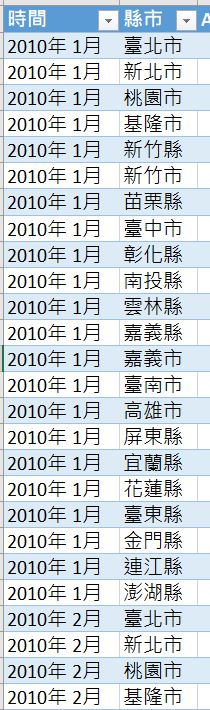 時間 縣市 A
2010年 1月 臺北市
2010年 1月 新北市
2010年 1月 桃園市
2010年 1月 基隆市
2010年 1月 新竹縣
2010年 1月 新竹市
2010年 1月 苗栗縣
2010年 1月 臺中市
2010年 1月 彰化縣
2010年 1月 南投縣
2010年 1月 雲林縣
2010年 1月 嘉義縣
2010年 1月 嘉義市
2010年 1月 臺南市
2010年 1月 高雄市
2010年 1月 屏東縣
2010年 1月 宜蘭縣
2010年 1月 花蓮縣
2010年 1月 臺東縣
2010年 1月 金門縣
2010年 1月 連江縣
2010年 1月 澎湖縣
2010年 2月 臺北市
2010年 2月 新北市
2010年 2月 桃園市
2010年 2月 基隆市